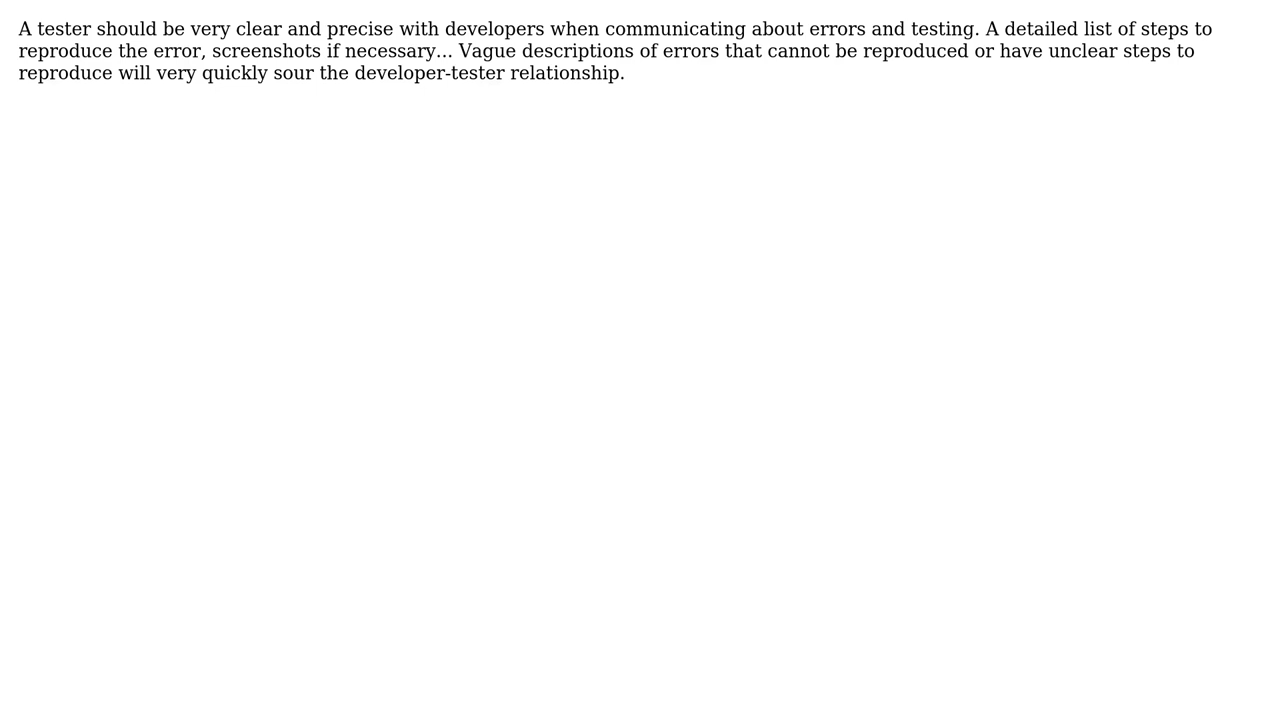 A tester should be very clear and precise with developers when communicating about errors and testing. A detailed list of steps to
reproduce the error, screenshots if necessary... Vague descriptions of errors that cannot be reproduced or have unclear steps to
reproduce will very quickly sour the developer-tester relationship.